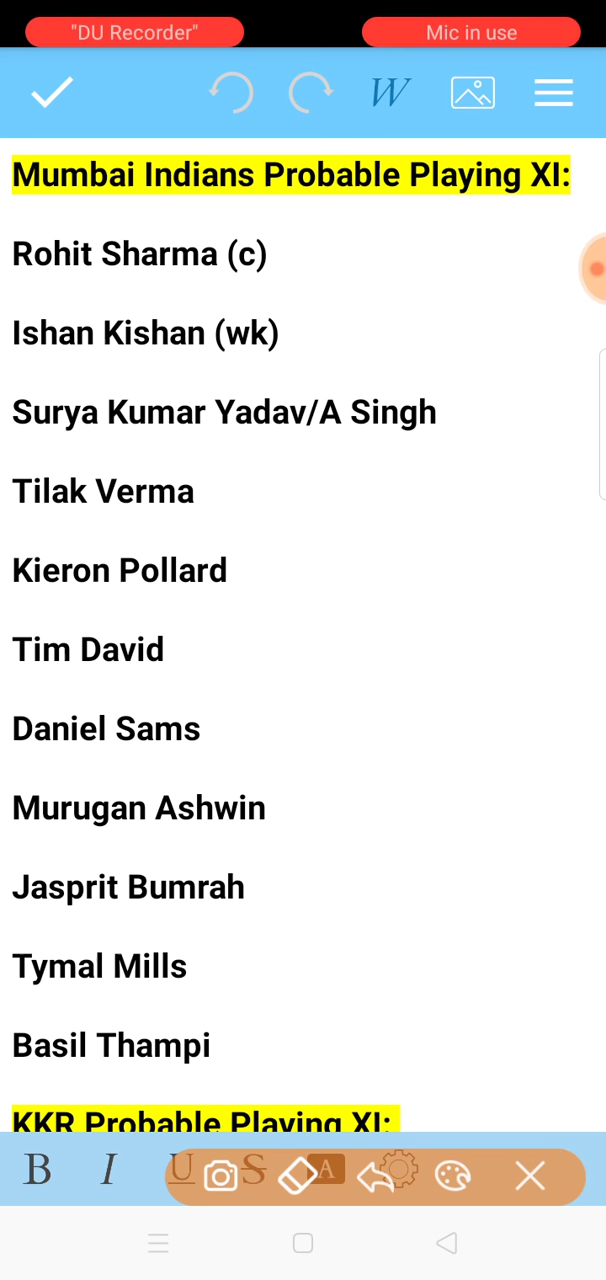 "DU Recorder" Mic in use
W
Mumbai Indians Probable Playing XI:
Rohit Sharma (c)
Ishan Kishan (wk)
Surya Kumar Yadav/A Singh
Tilak Verma
Kieron Pollard
Tim David
Daniel Sams
Murugan Ashwin
Jasprit Bumrah
Tymal Mills
Basil Thampi
KKR Probable Playing XI:
B I U S A